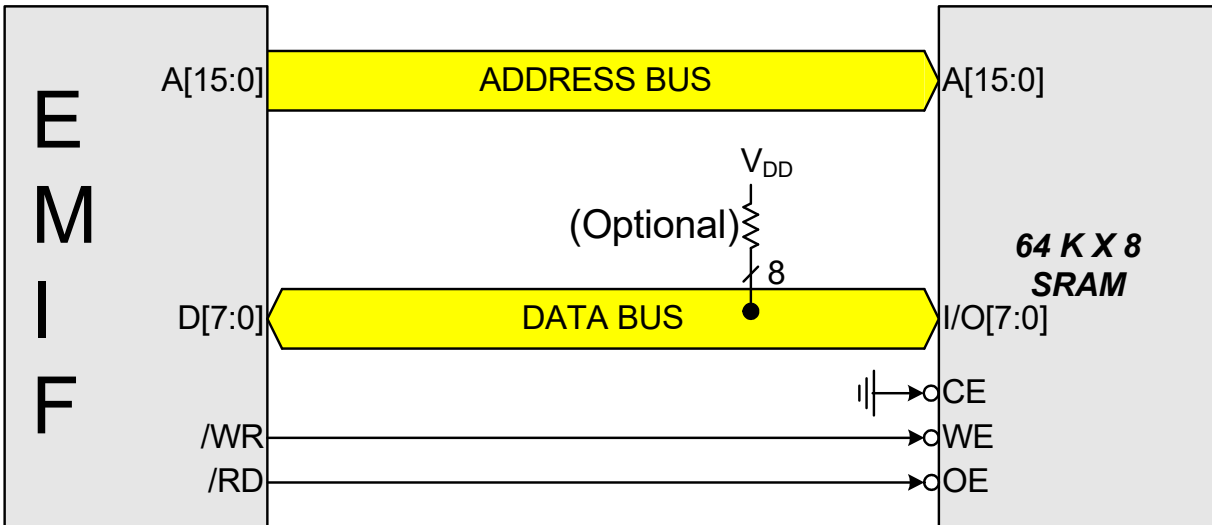 EMIF
A[15:0]
ADDRESS BUS
A[15:0]
VDD
(Optional)
8
64 K X 8
SRAM
D[7:0]
DATA BUS
I/O[7:0]
CE
/WR
WE
/RD
OE